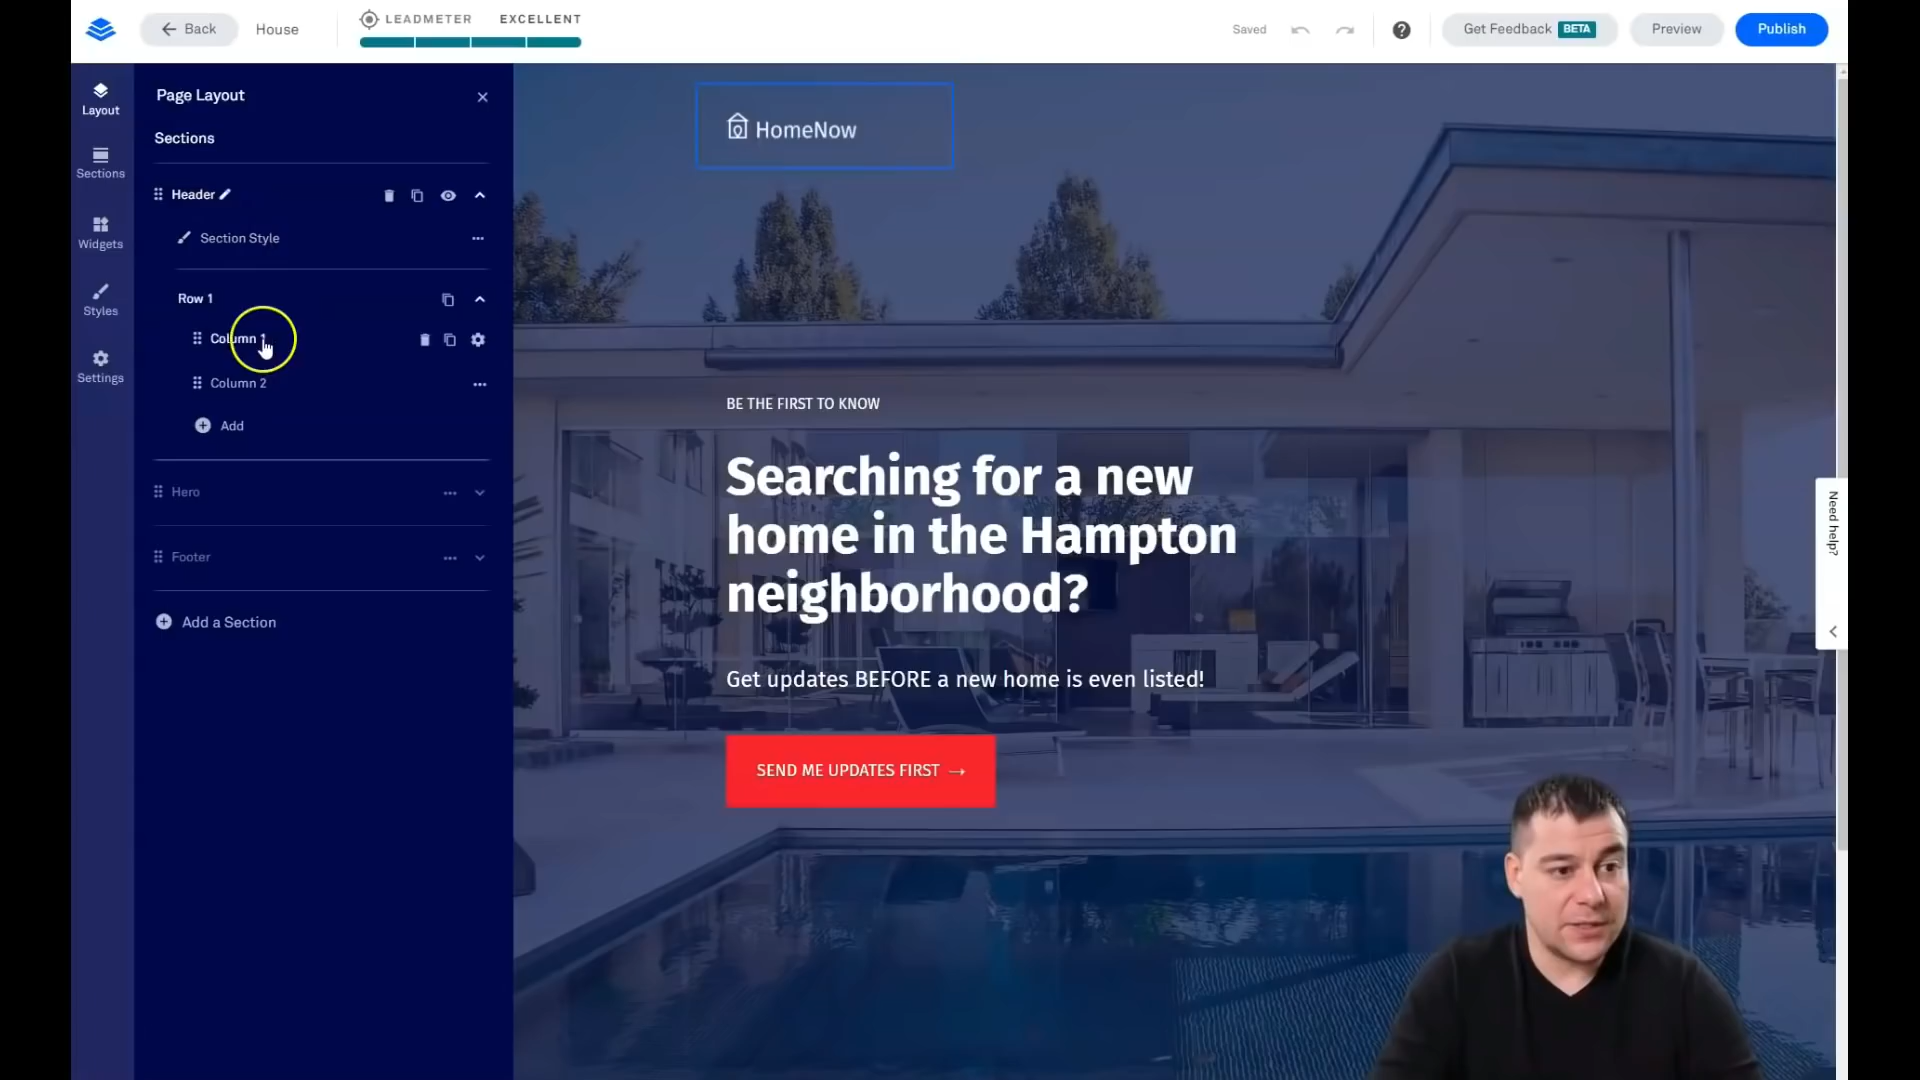 Back
House
LEADMETER EXCELLENT
Saved
Get Feedback BETA
Preview
Publish
Layout
Sections
Widgets
Styles
Settings
Page Layout
Sections
Header
Section Style
Row 1
Column 1
Column 2
Add
Hero
Footer
Add a Section
HomeNow
BE THE FIRST TO KNOW
Searching for a new
home in the Hampton
neighborhood?
Get updates BEFORE a new home is even listed!
SEND ME UPDATES FIRST →
Need help?